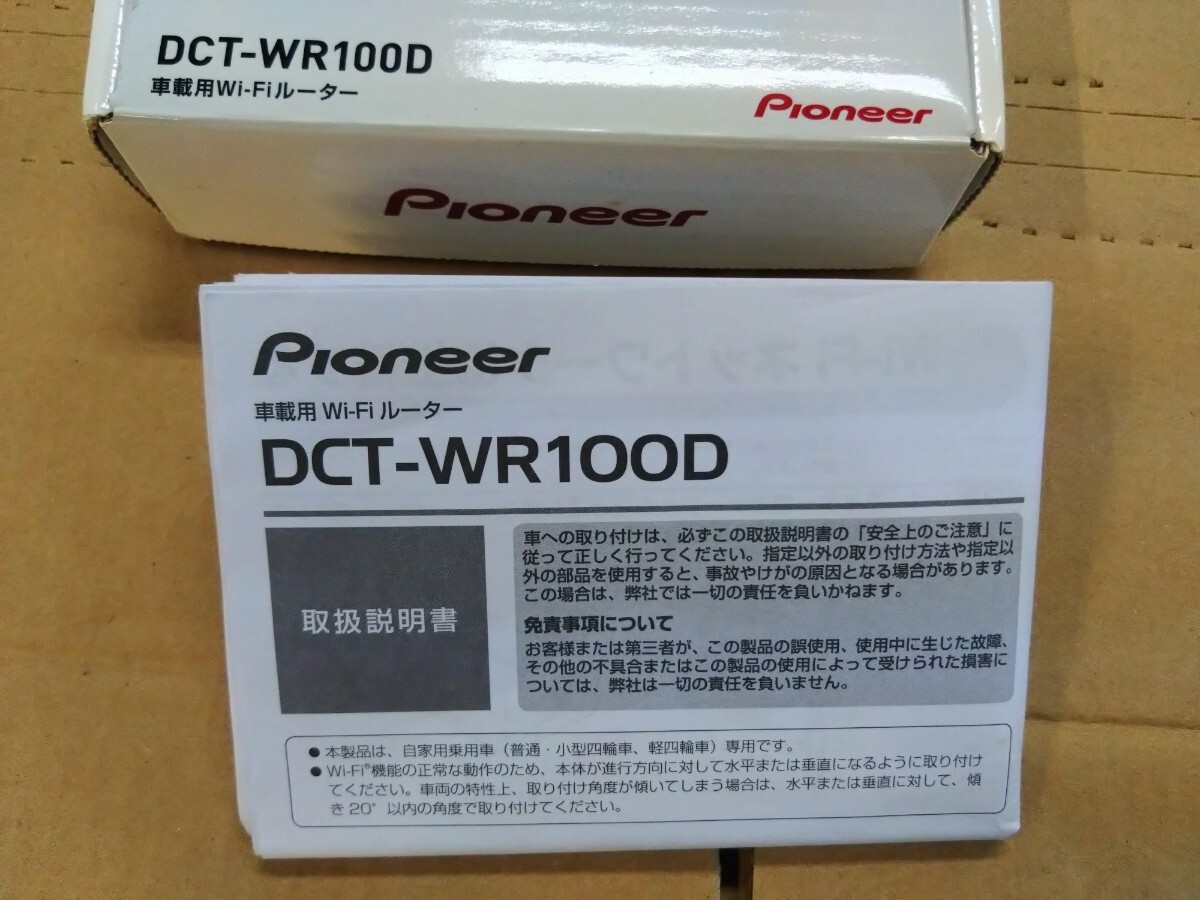 DCT-WR100D
車載用Wi-Fiルーター
Pioneer
Pioneer
Pioneer
車載用 Wi-Fi ルーター
DCT-WR100D
取扱説明書
車への取り付けは、必ずこの取扱説明書の「安全上のご注意」に
従って正しく行ってください。指定以外の取り付け方法や指定以
外の部品を使用すると、事故やけがの原因となる場合があります。
この場合は、弊社では一切の責任を負いかねます。
免責事項について
お客様または第三者が、この製品の誤使用、使用中に生じた故障、
その他の不具合またはこの製品の使用によって受けられた損害に
ついては、弊社は一切の責任を負いません。
● 本製品は、自家用乗用車（普通・小型四輪車、軽四輪車）専用です。
● Wi-Fi®機能の正常な動作のため、本体が進行方向に対して水平または垂直になるように取り付け
てください。車両の特性上、取り付け角度が傾いてしまう場合は、水平または垂直に対して、傾
き20°以内の角度で取り付けてください。